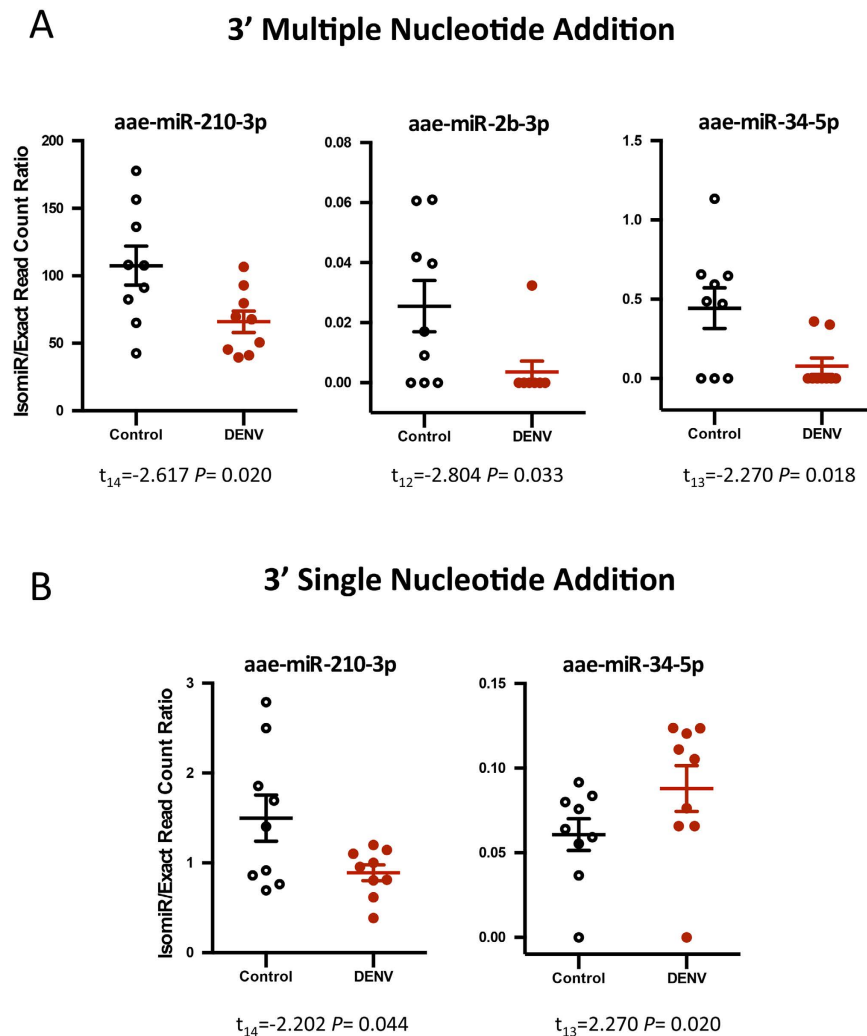 A
3’ Multiple Nucleotide Addition
aae-miR-210-3p
aae-miR-2b-3p
aae-miR-34-5p
IsomiR/Exact Read Count Ratio
200
150
100
50
0
Control
DENV
0.08
0.06
0.04
0.02
0.00
Control
DENV
1.5
1.0
0.5
0.0
Control
DENV
t14=-2.617 P= 0.020
t12=-2.804 P= 0.033
t13=-2.270 P= 0.018
B
3’ Single Nucleotide Addition
aae-miR-210-3p
aae-miR-34-5p
IsomiR/Exact Read Count Ratio
3
2
1
0
Control
DENV
0.15
0.10
0.05
0.00
Control
DENV
t14=-2.202 P= 0.044
t13=2.270 P= 0.020